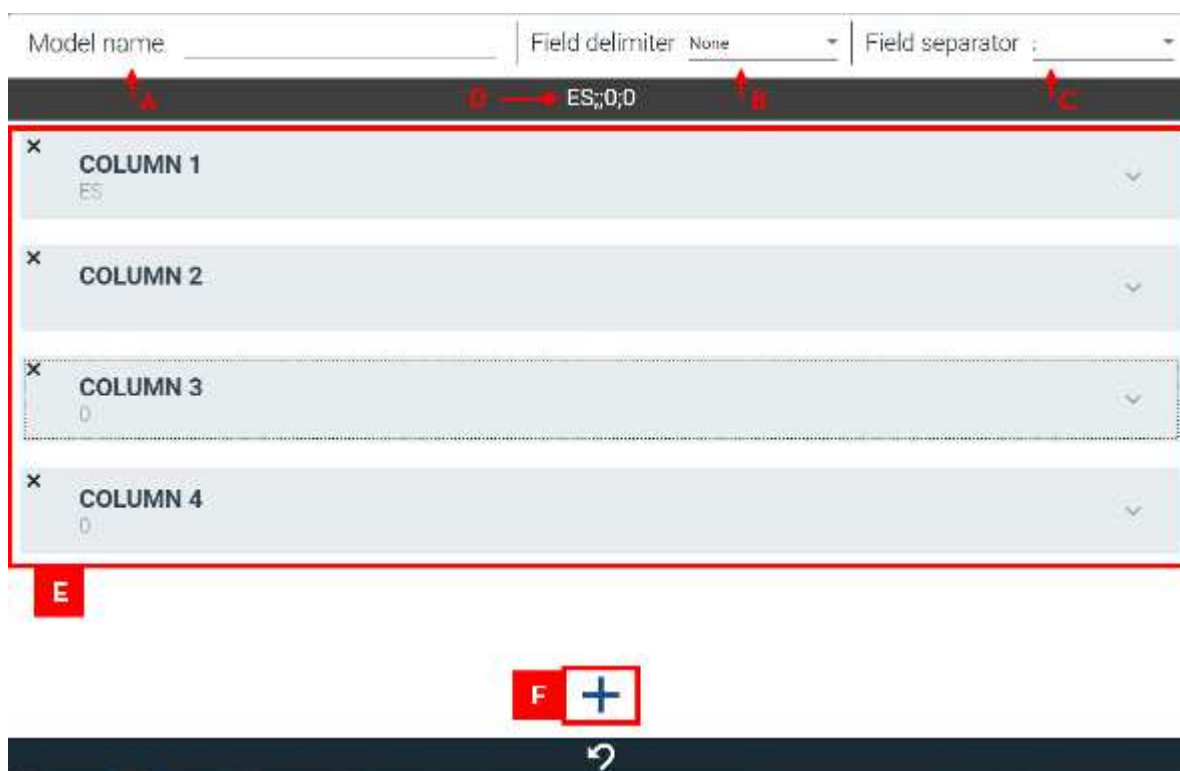 Model name Field delimiter None Field separator ;
A D ES;;0;0 B C
COLUMN 1
ES
COLUMN 2
COLUMN 3
0
COLUMN 4
0
E
F